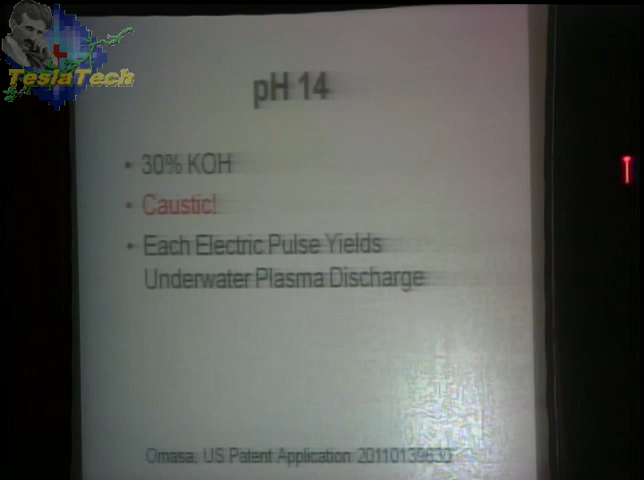 TeslaTech
pH 14
• 30% KOH
• Caustic!
• Each Electric Pulse Yields
Underwater Plasma Discharge
Omasa, US Patent Application 20110139630